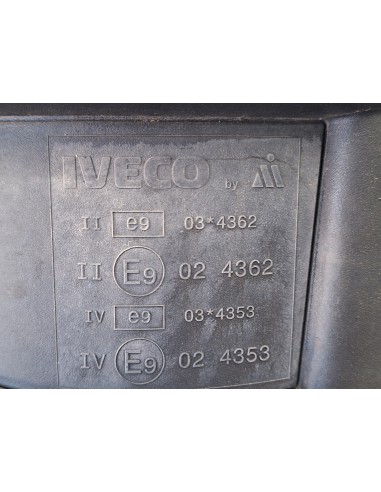 IVECO by
II e9 03*4362
II E9 02 4362
IV e9 03*4353
IV E9 02 4353